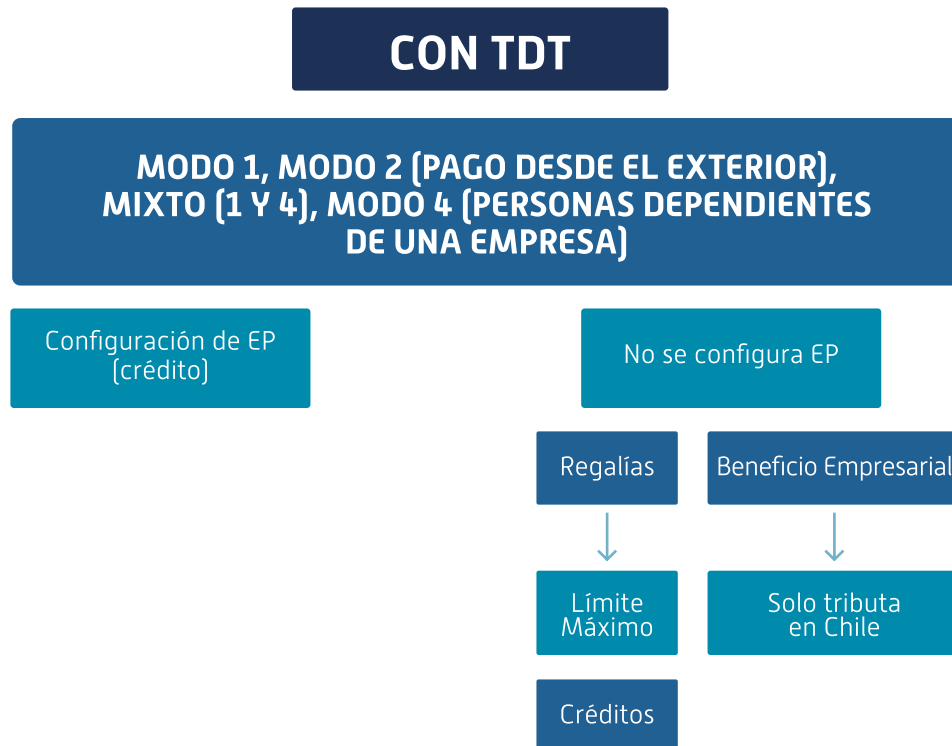 CON TDT
MODO 1, MODO 2 (PAGO DESDE EL EXTERIOR),
MIXTO (1 Y 4), MODO 4 (PERSONAS DEPENDIENTES
DE UNA EMPRESA)
Configuración de EP
(crédito)
No se configura EP
Regalías
Beneficio Empresarial
Límite
Máximo
Solo tributa
en Chile
Créditos